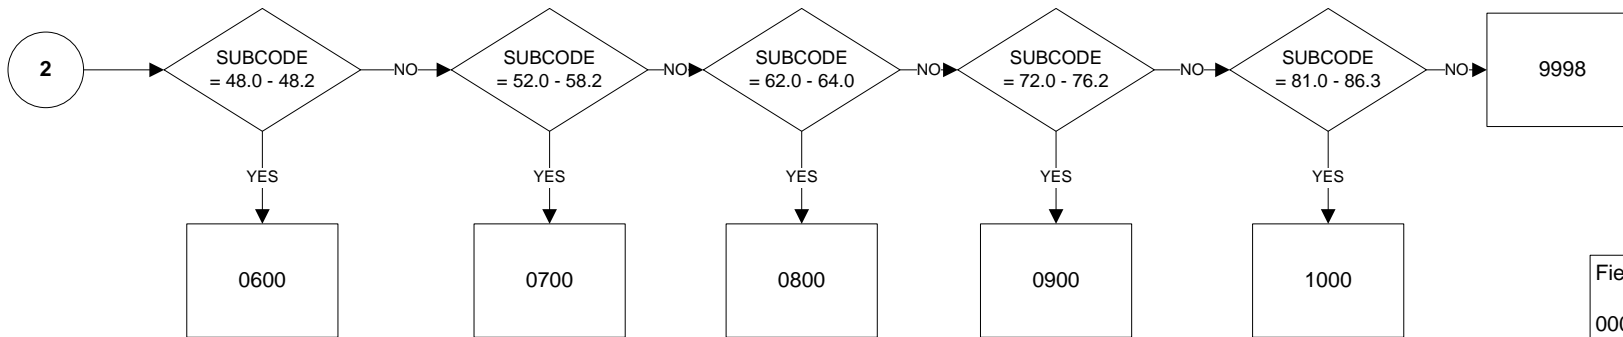 2
SUBCODE
= 48.0 - 48.2
NO
SUBCODE
= 52.0 - 58.2
NO
SUBCODE
= 62.0 - 64.0
NO
SUBCODE
= 72.0 - 76.2
NO
SUBCODE
= 81.0 - 86.3
NO
9998
YES
YES
YES
YES
YES
0600
0700
0800
0900
1000
Fie
000